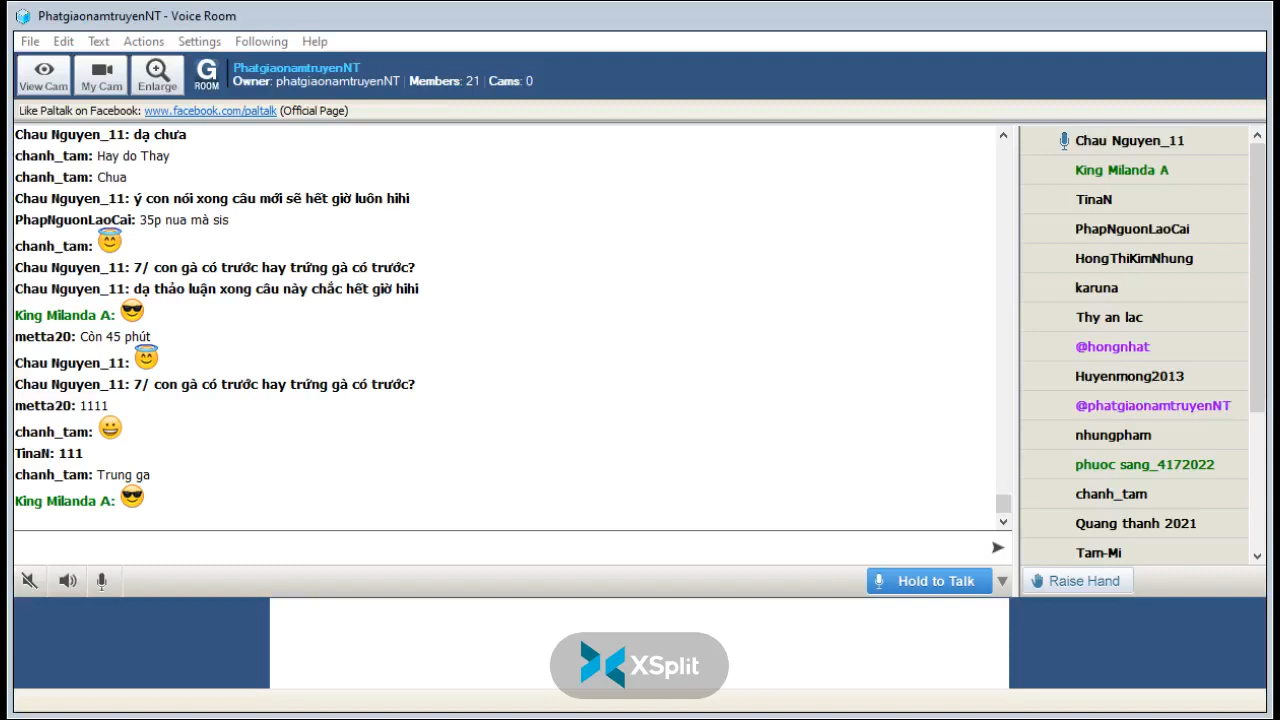 PhatgiaonamtruyenNT - Voice Room
File Edit Text Actions Settings Following Help
View Cam My Cam Enlarge G ROOM
PhatgiaonamtruyenNT
Owner: phatgiaonamtruyenNT | Members: 21 | Cams: 0
Like Paltalk on Facebook: www.facebook.com/paltalk (Official Page)
Chau Nguyen_11: dạ chưa
chanh_tam: Hay do Thay
chanh_tam: Chua
Chau Nguyen_11: ý con nói xong câu mới sẽ hết giờ luôn hihi
PhapNguonLaoCai: 35p nua mà sis
chanh_tam:
Chau Nguyen_11: 7/ con gà có trước hay trứng gà có trước?
Chau Nguyen_11: dạ thảo luận xong câu này chắc hết giờ hihi
King Milanda A:
metta20: Còn 45 phút
Chau Nguyen_11:
Chau Nguyen_11: 7/ con gà có trước hay trứng gà có trước?
metta20: 1111
chanh_tam:
TinaN: 111
chanh_tam: Trung ga
King Milanda A:
Hold to Talk
Chau Nguyen_11
King Milanda A
TinaN
PhapNguonLaoCai
HongThiKimNhung
karuna
Thy an lac
@hongnhat
Huyenmong2013
@phatgiaonamtruyenNT
nhungpham
phuoc sang_4172022
chanh_tam
Quang thanh 2021
Tam-Mi
Raise Hand
XSplit